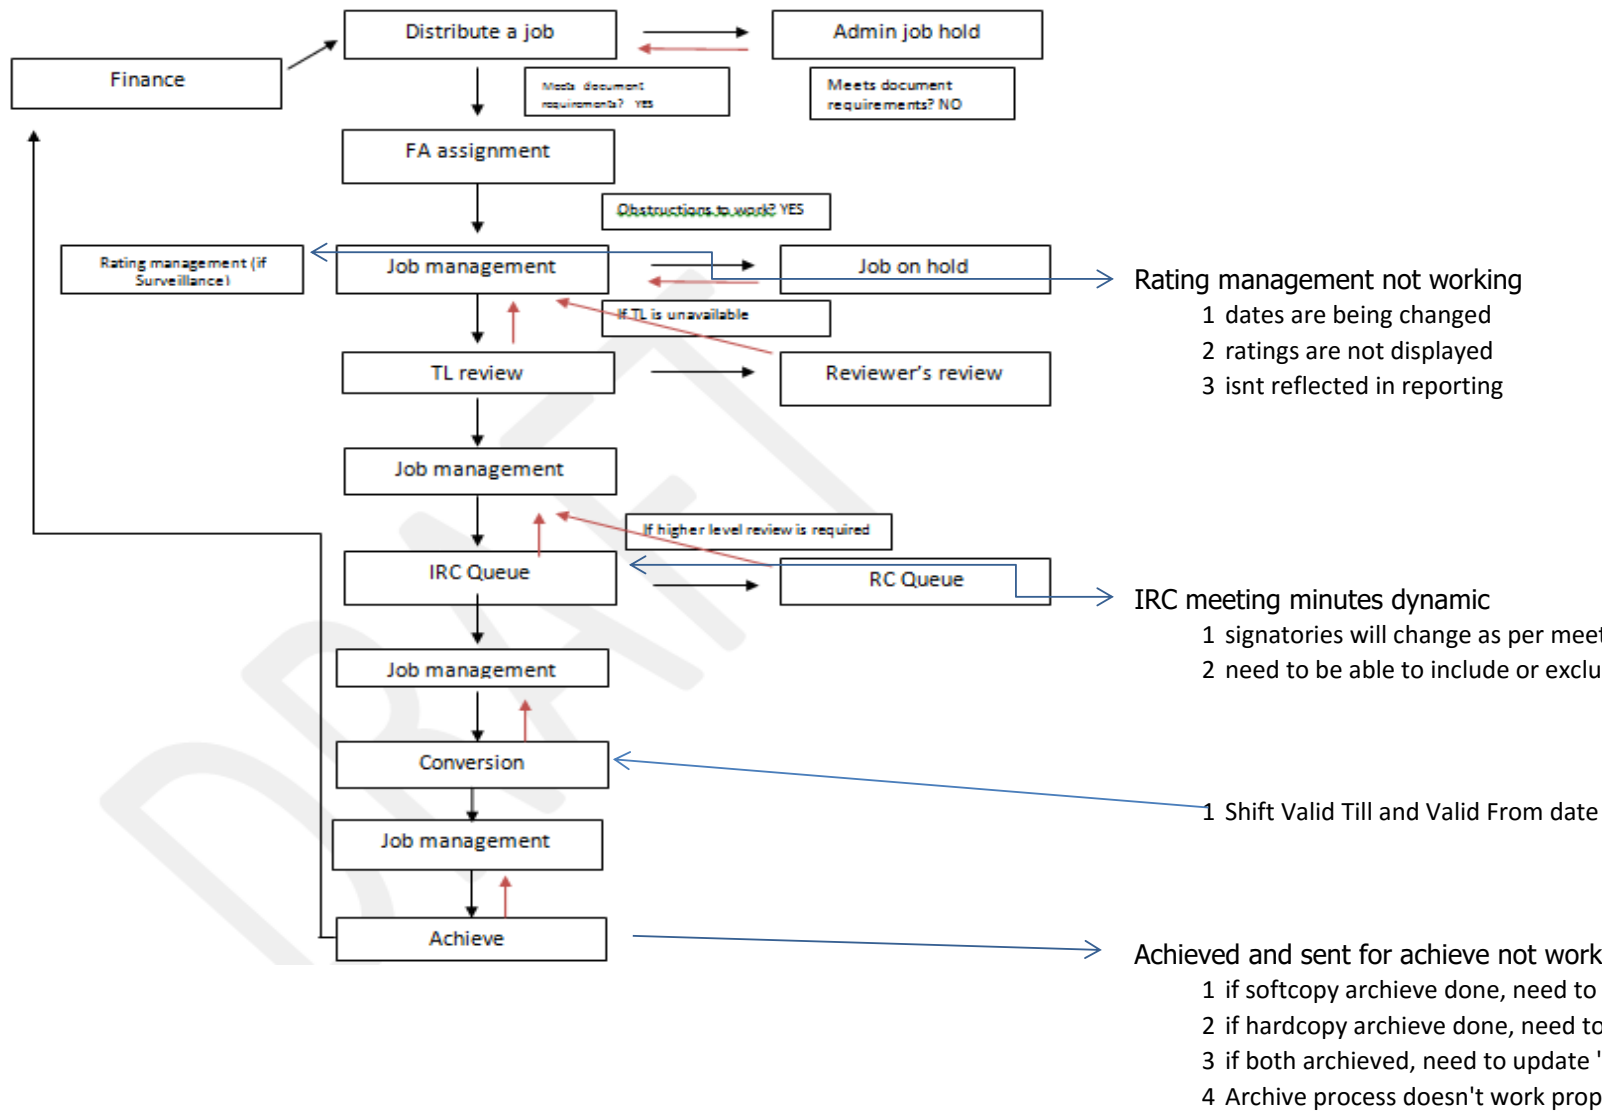 Distribute a job
Admin job hold
Finance
Meets document
requirements? YES
Meets document
requirements? NO
FA assignment
Obstructions to work? YES
Rating management (if
Surveillance)
Job management
Job on hold
Rating management not working
1 dates are being changed
2 ratings are not displayed
3 isnt reflected in reporting
If TL is unavailable
TL review
Reviewer's review
Job management
If higher level review is required
IRC Queue
RC Queue
IRC meeting minutes dynamic
1 signatories will change as per meet
2 need to be able to include or exclu
Job management
Conversion
1 Shift Valid Till and Valid From date
Job management
Achieve
Achieved and sent for achieve not work
1 if softcopy archieve done, need to
2 if hardcopy archieve done, need to
3 if both archieved, need to update '
4 Archive process doesn't work prop
DRAFT